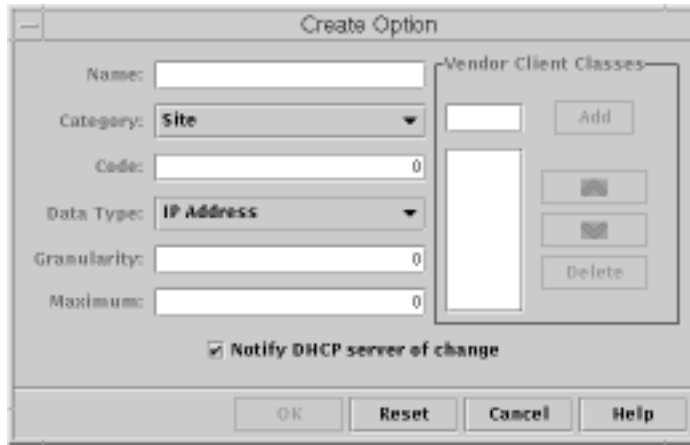 Create Option
Name:
Category: Site
Code: 0
Data Type: IP Address
Granularity: 0
Maximum: 0
Vendor Client Classes
Add
Delete
Notify DHCP server of change
OK Reset Cancel Help